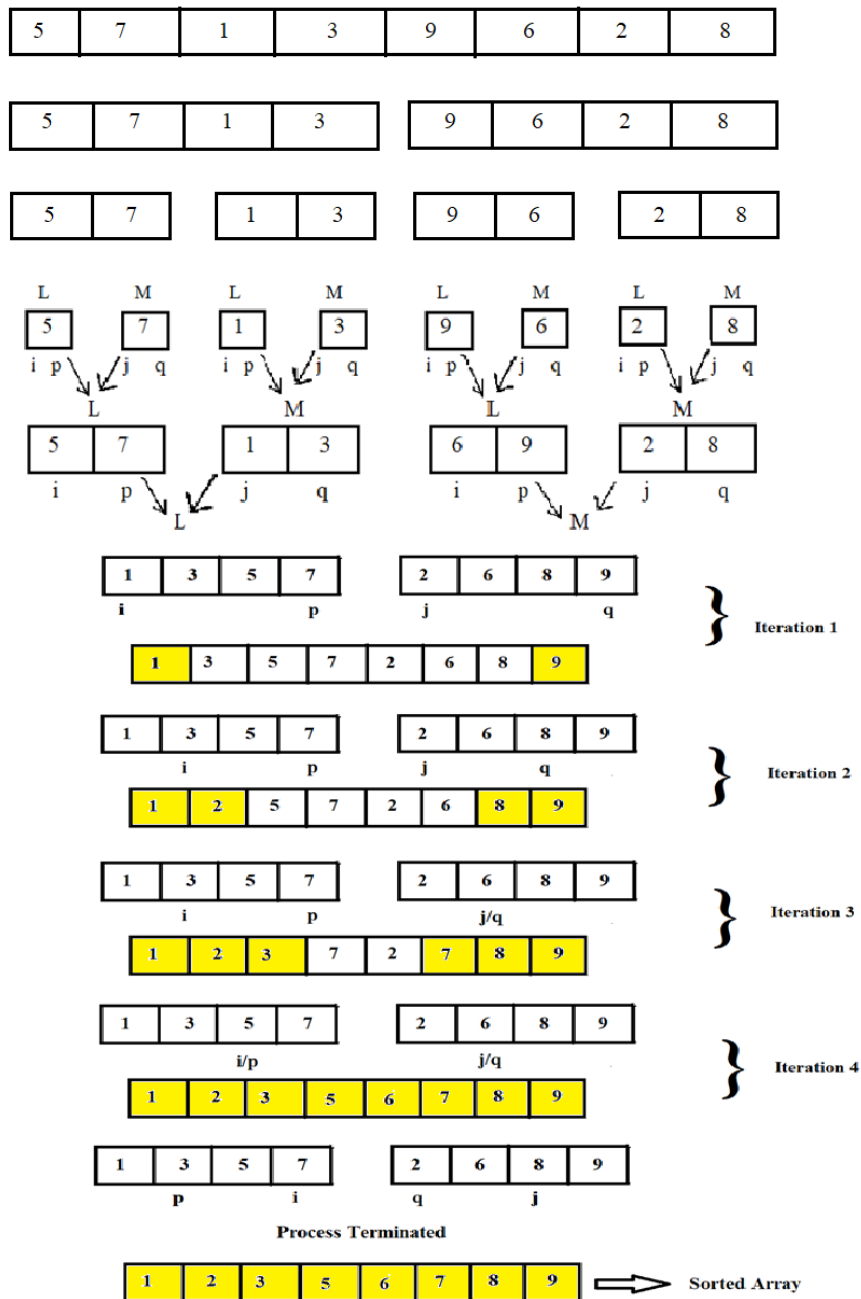 5 7 1 3 9 6 2 8
5 7 1 3 9 6 2 8
5 7 1 3 9 6 2 8
L M L M L M L M
5 7 1 3 9 6 2 8
i p j q i p j q i p j q i p j q
L M L M
5 7 1 3 6 9 2 8
i p j q i p j q
L M
1 3 5 7 2 6 8 9
i p j q
Iteration 1
1 3 5 7 2 6 8 9
1 3 5 7 2 6 8 9
i p j q
Iteration 2
1 2 5 7 2 6 8 9
1 3 5 7 2 6 8 9
i p j/q
Iteration 3
1 2 3 7 2 7 8 9
1 3 5 7 2 6 8 9
i/p j/q
Iteration 4
1 2 3 5 6 7 8 9
1 3 5 7 2 6 8 9
p i q j
Process Terminated
1 2 3 5 6 7 8 9 Sorted Array